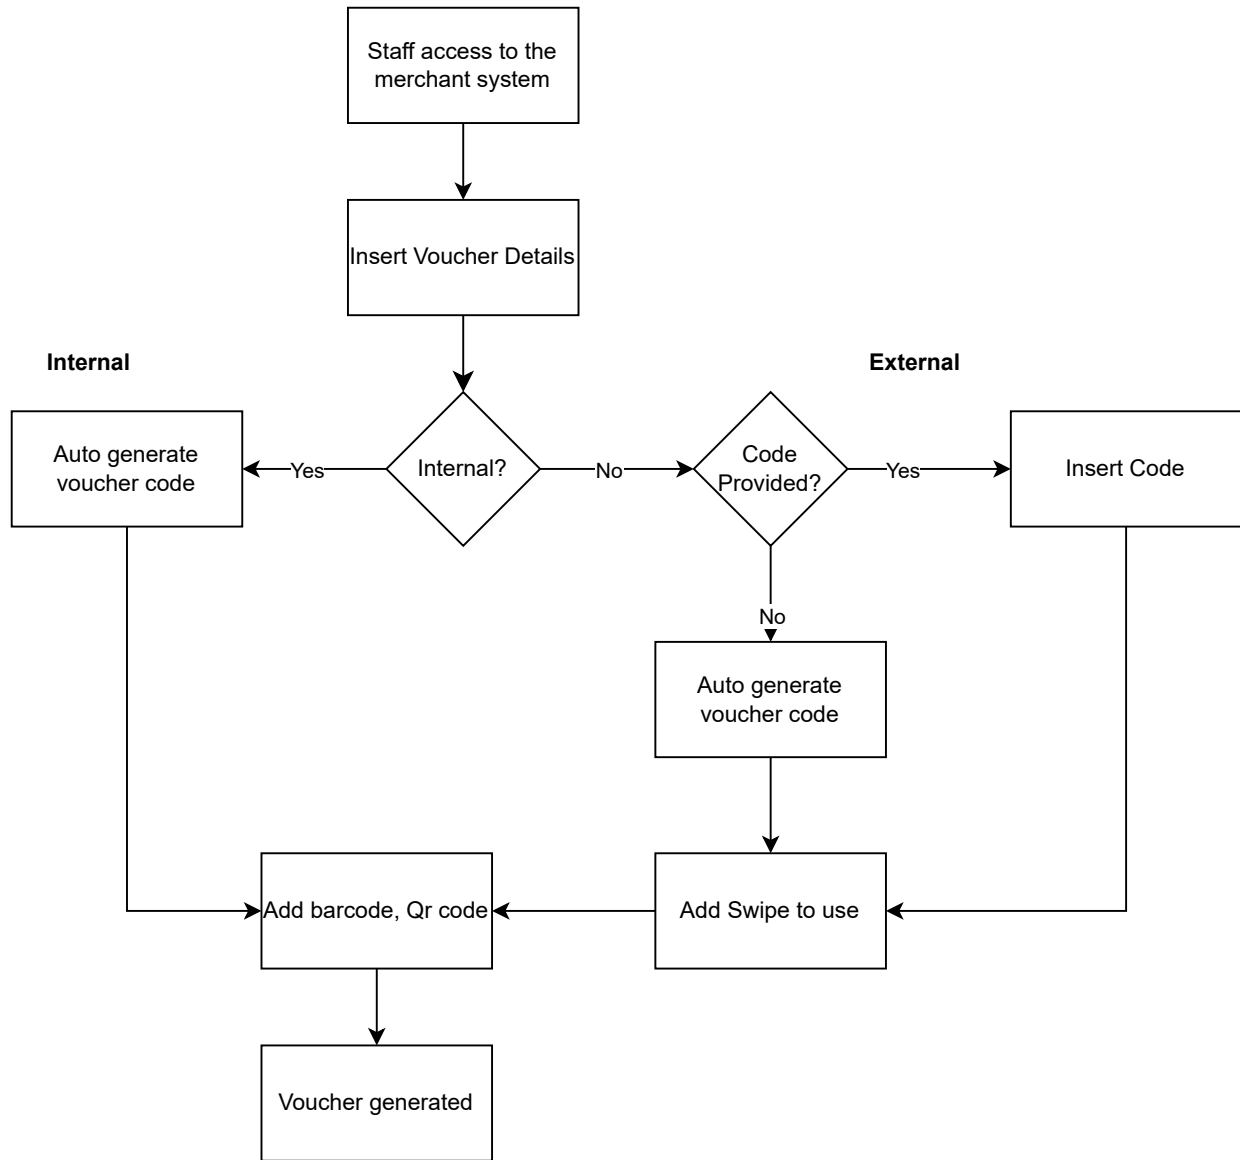 Staff access to the
merchant system
Insert Voucher Details
Internal
External
Auto generate
voucher code
Yes
Internal?
No
Code
Provided?
Yes
Insert Code
No
Auto generate
voucher code
Add barcode, Qr code
Add Swipe to use
Voucher generated